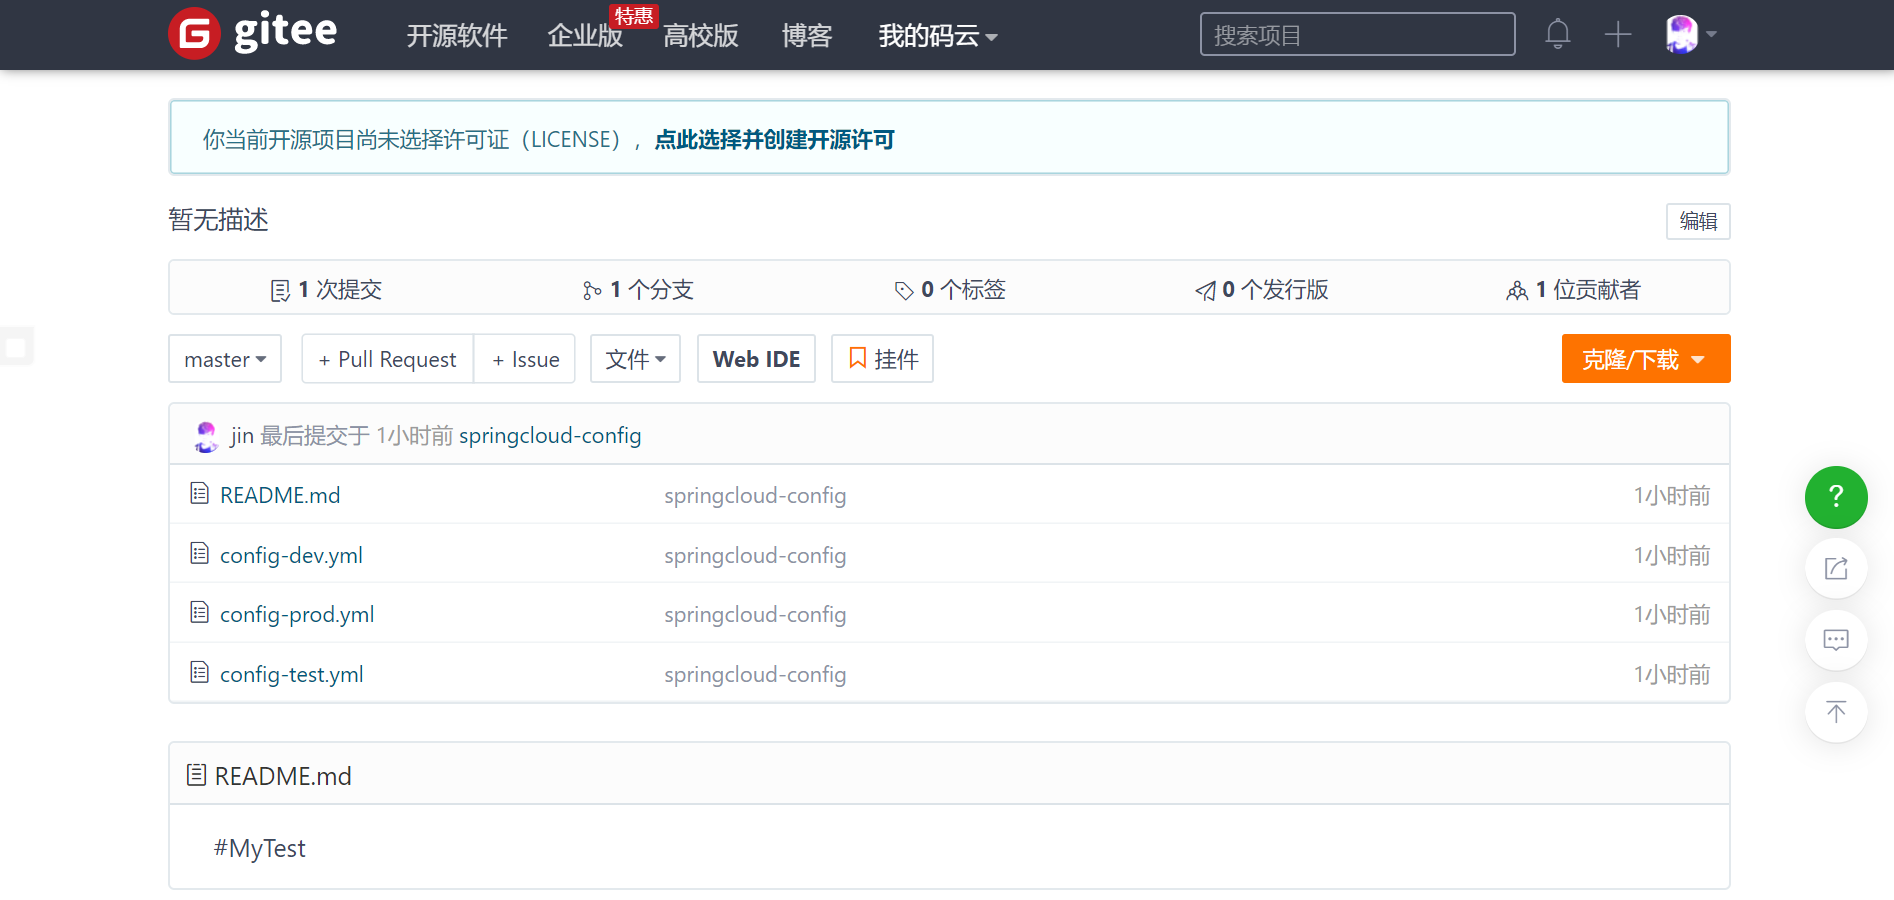 G gitee 开源软件 企业版 特惠 高校版 博客 我的码云 搜索项目
你当前开源项目尚未选择许可证（LICENSE），点此选择并创建开源许可
暂无描述 编辑
1 次提交 1 个分支 0 个标签 0 个发行版 1 位贡献者
master + Pull Request + Issue 文件 Web IDE 挂件 克隆/下载
jin 最后提交于 1小时前 springcloud-config
README.md springcloud-config 1小时前
config-dev.yml springcloud-config 1小时前
config-prod.yml springcloud-config 1小时前
config-test.yml springcloud-config 1小时前
?
README.md
#MyTest